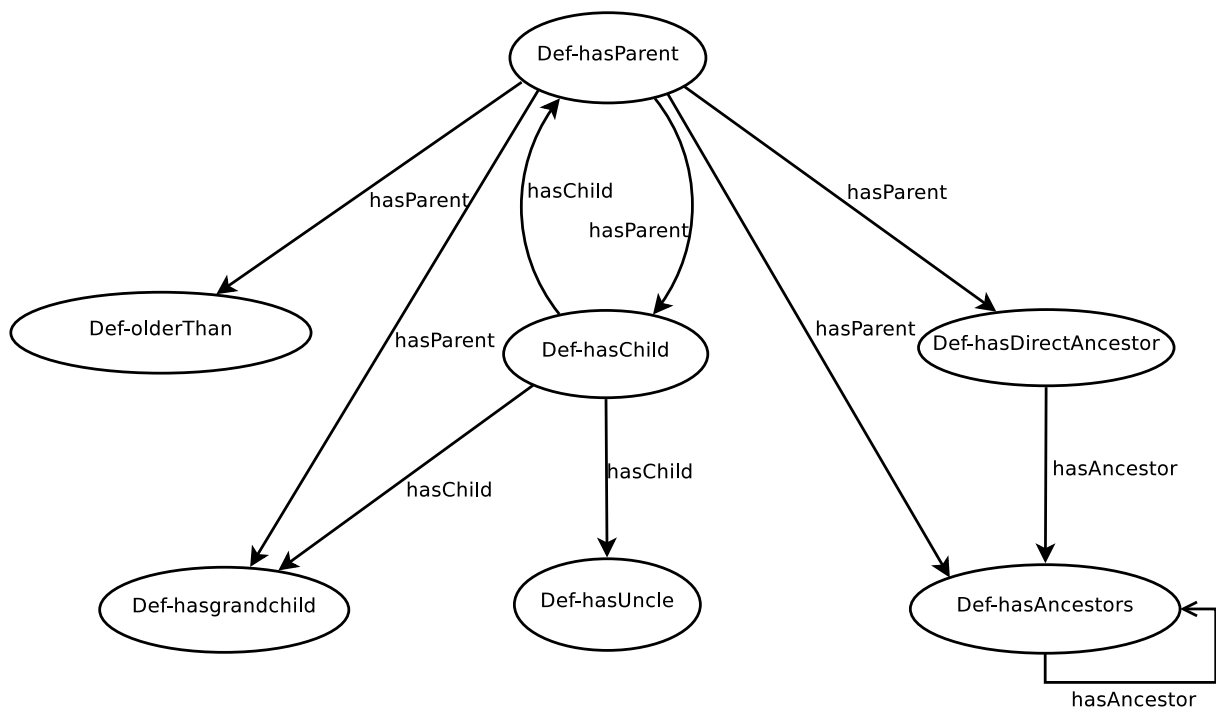 Def-hasParent
hasParent
hasChild
hasParent
hasParent
Def-olderThan
hasParent
Def-hasChild
hasParent
Def-hasDirectAncestor
hasChild
hasChild
hasAncestor
Def-hasgrandchild
Def-hasUncle
Def-hasAncestors
hasAncestor